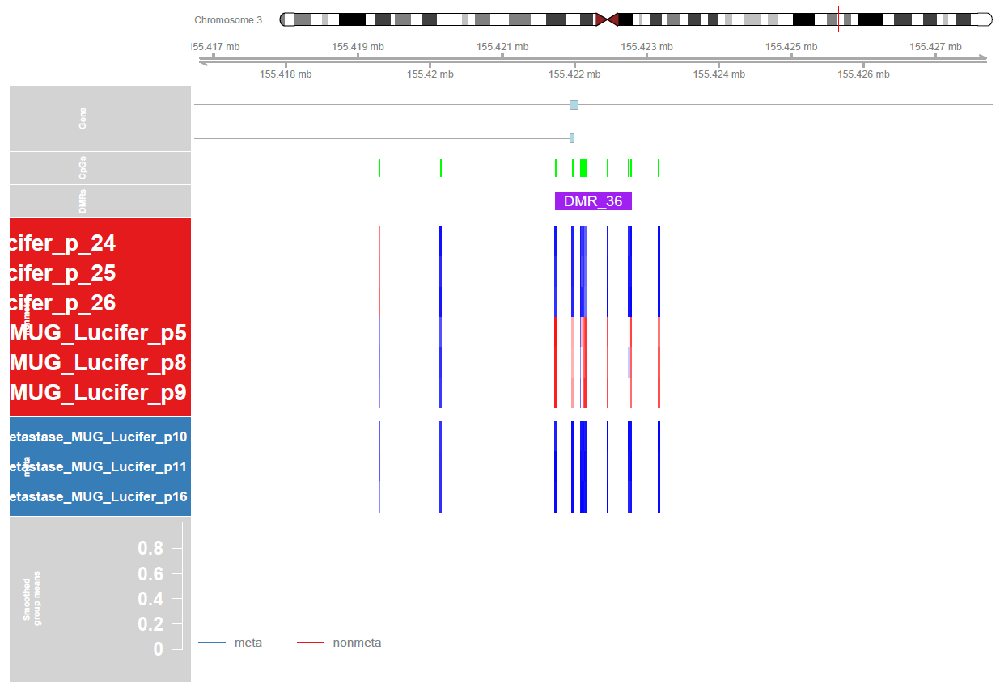 Chromosome 3
155.417 mb 155.419 mb 155.421 mb 155.423 mb 155.425 mb 155.427 mb
155.418 mb 155.42 mb 155.422 mb 155.424 mb 155.426 mb
Gene
CpGs
DMRs
DMR_36
cifer_p_24
cifer_p_25
cifer_p_26
nonmeta
MUG_Lucifer_p5
MUG_Lucifer_p8
MUG_Lucifer_p9
etastase_MUG_Lucifer_p10
etastase_MUG_Lucifer_p11
meta
etastase_MUG_Lucifer_p16
Smoothed
group means
0.8
0.6
0.4
0.2
0
meta nonmeta